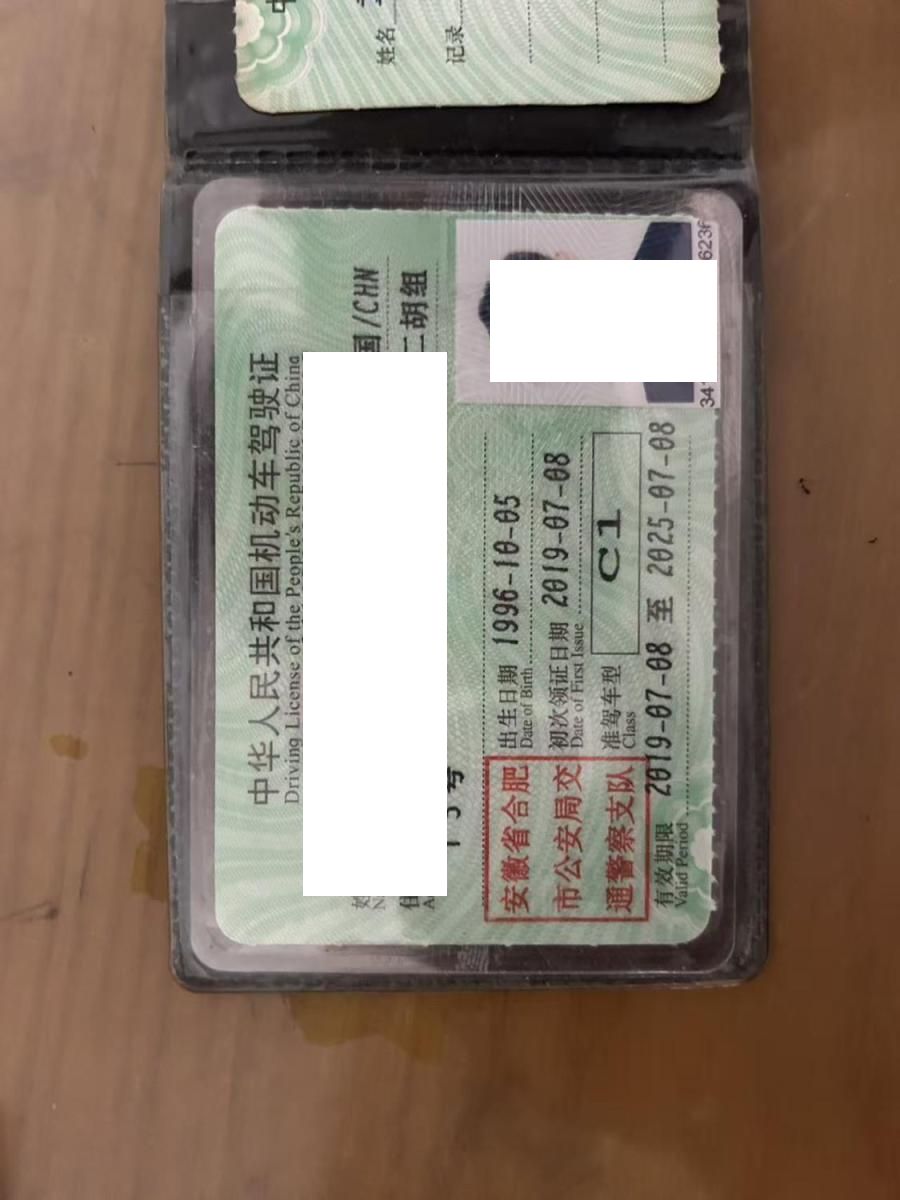 姓名
记录
中华人民共和国机动车驾驶证
Driving License of the People's Republic of China
国/CHN
二胡组
号
出生日期 1996-10-05
Date of Birth
初次领证日期 2019-07-08
Date of First Issue
准驾车型 C1
Class
安徽省合肥
市公安局交
通警察支队
有效期限 2019-07-08 至 2025-07-08
Valid Period